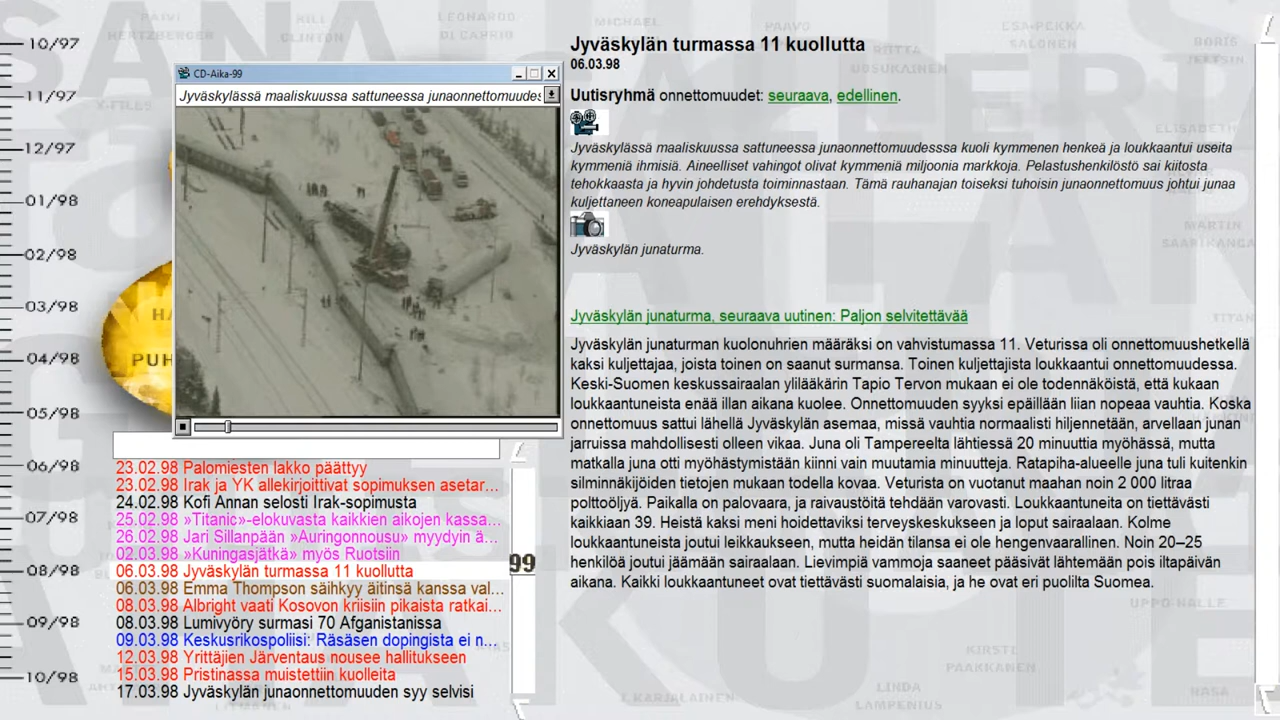 10/97
11/97
12/97
01/98
02/98
03/98
04/98
05/98
06/98
07/98
08/98
09/98
10/98
CD-Aika-99
Jyväskylässä maaliskuussa sattuneessa junaonnettomuudes
PUH
99
23.02.98 Palomiesten lakko päättyy
23.02.98 Irak ja YK allekirjoittivat sopimuksen asetar...
24.02.98 Kofi Annan selosti Irak-sopimusta
25.02.98 »Titanic»-elokuvasta kaikkien aikojen kassa...
26.02.98 Jari Sillanpään »Auringonnousu» myydyin ä...
02.03.98 »Kuningasjätkä» myös Ruotsiin
06.03.98 Jyväskylän turmassa 11 kuollutta
06.03.98 Emma Thompson säihkyy äitinsä kanssa val...
08.03.98 Albright vaati Kosovon kriisiin pikaista ratkai...
08.03.98 Lumivyöry surmasi 70 Afganistanissa
09.03.98 Keskusrikospoliisi: Räsäsen dopingista ei n...
12.03.98 Yrittäjien Järventaus nousee hallitukseen
15.03.98 Pristinassa muistettiin kuolleita
17.03.98 Jyväskylän junaonnettomuuden syy selvisi
Jyväskylän turmassa 11 kuollutta
06.03.98
Uutisryhmä onnettomuudet: seuraava, edellinen.
Jyväskylässä maaliskuussa sattuneessa junaonnettomuudesssa kuoli kymmenen henkeä ja loukkaantui useita
kymmeniä ihmisiä. Aineelliset vahingot olivat kymmeniä miljoonia markkoja. Pelastushenkilöstö sai kiitosta
tehokkaasta ja hyvin johdetusta toiminnastaan. Tämä rauhanajan toiseksi tuhoisin junaonnettomuus johtui junaa
kuljettaneen koneapulaisen erehdyksestä.
Jyväskylän junaturma.
Jyväskylän junaturma, seuraava uutinen: Paljon selvitettävää
Jyväskylän junaturman kuolonuhrien määräksi on vahvistumassa 11. Veturissa oli onnettomuushetkellä
kaksi kuljettajaa, joista toinen on saanut surmansa. Toinen kuljettajista loukkaantui onnettomuudessa.
Keski-Suomen keskussairaalan ylilääkärin Tapio Tervon mukaan ei ole todennäköistä, että kukaan
loukkaantuneista enää illan aikana kuolee. Onnettomuuden syyksi epäillään liian nopeaa vauhtia. Koska
onnettomuus sattui lähellä Jyväskylän asemaa, missä vauhtia normaalisti hiljennetään, arvellaan junan
jarruissa mahdollisesti olleen vikaa. Juna oli Tampereelta lähtiessä 20 minuuttia myöhässä, mutta
matkalla juna otti myöhästymistään kiinni vain muutamia minuutteja. Ratapiha-alueelle juna tuli kuitenkin
silminnäkijöiden tietojen mukaan todella kovaa. Veturista on vuotanut maahan noin 2 000 litraa
polttoöljyä. Paikalla on palovaara, ja raivaustöitä tehdään varovasti. Loukkaantuneita on tiettävästi
kaikkiaan 39. Heistä kaksi meni hoidettaviksi terveyskeskukseen ja loput sairaalaan. Kolme
loukkaantuneista joutui leikkaukseen, mutta heidän tilansa ei ole hengenvaarallinen. Noin 20–25
henkilöä joutui jäämään sairaalaan. Lievimpiä vammoja saaneet pääsivät lähtemään pois iltapäivän
aikana. Kaikki loukkaantuneet ovat tiettävästi suomalaisia, ja he ovat eri puolilta Suomea.